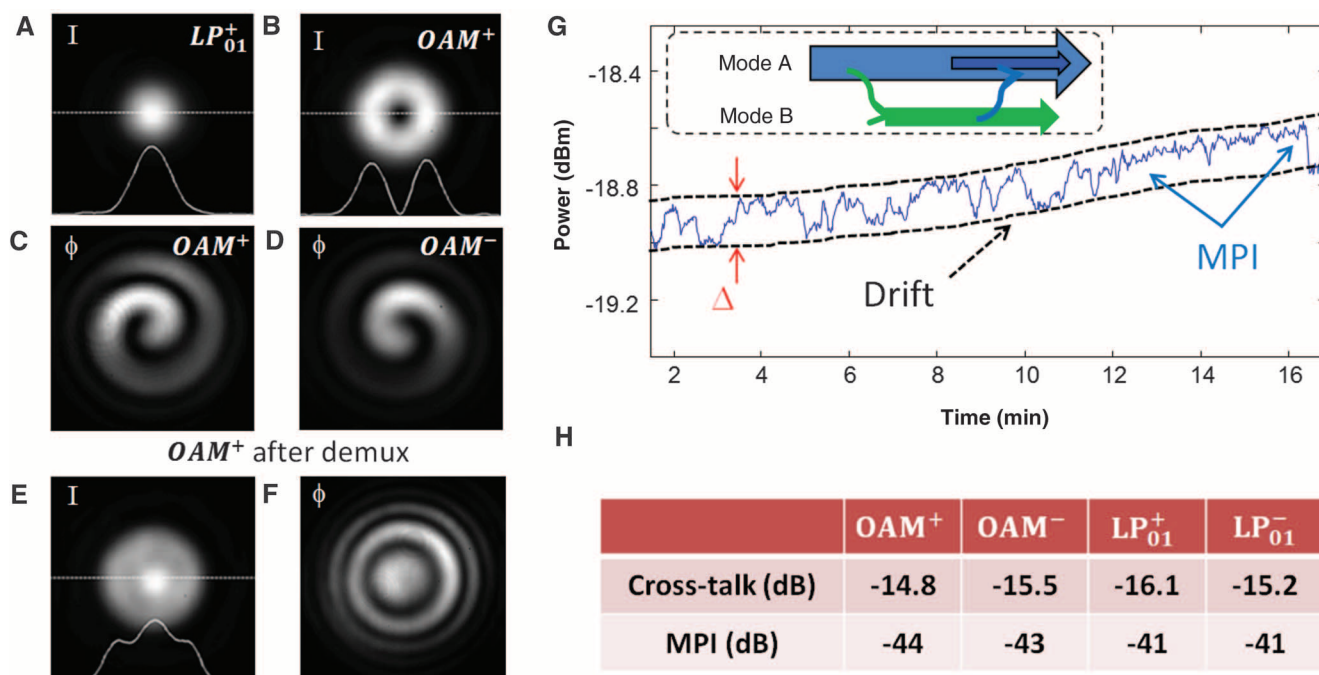 A
I
LP⁺₀₁
B
I
OAM⁺
C
ϕ
OAM⁺
D
ϕ
OAM⁻
OAM⁺ after demux
E
I
F
ϕ
G
Mode A
Mode B
-18.4
-18.8
-19.2
Power (dBm)
Δ
Drift
MPI
2 4 6 8 10 12 14 16
Time (min)
H
OAM⁺ OAM⁻ LP⁺₀₁ LP⁻₀₁
Cross-talk (dB) -14.8 -15.5 -16.1 -15.2
MPI (dB) -44 -43 -41 -41